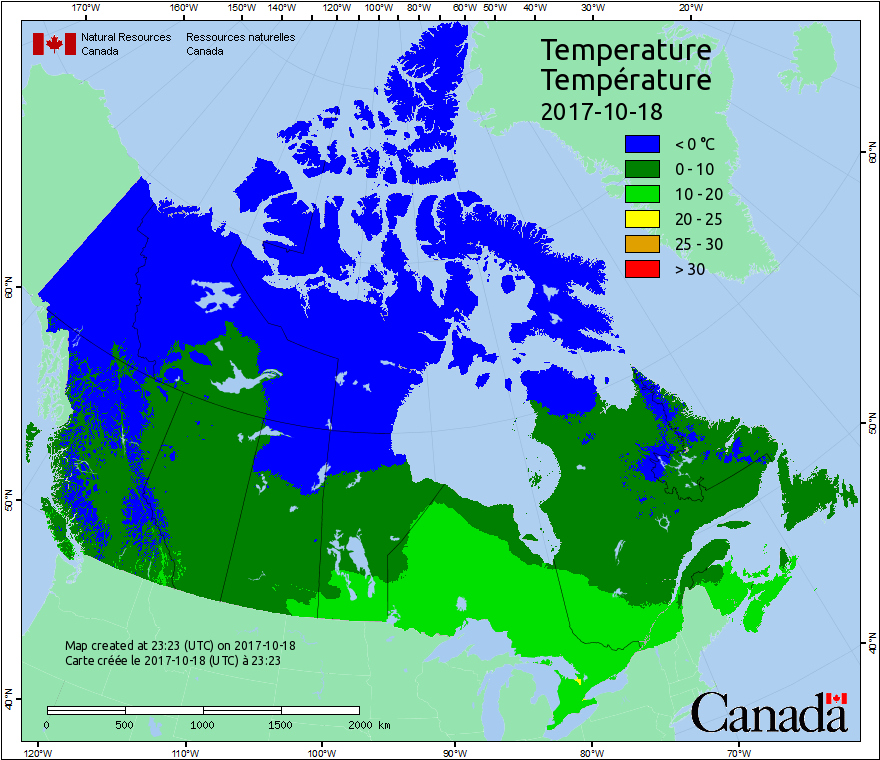 170°W 160°W 150°W 140°W 130°W 120°W 110°W 100°W 90°W 80°W 70°W 60°W 50°W 40°W 30°W 20°W
Natural Resources Canada
Ressources naturelles Canada
Temperature
Température
2017-10-18
< 0 °C
0 - 10
10 - 20
20 - 25
25 - 30
> 30
60°N
60°N
50°N
50°N
40°N
40°N
Map created at 23:23 (UTC) on 2017-10-18
Carte créée le 2017-10-18 (UTC) à 23:23
0 500 1000 1500 2000 km
Canada
120°W 110°W 100°W 90°W 80°W 70°W